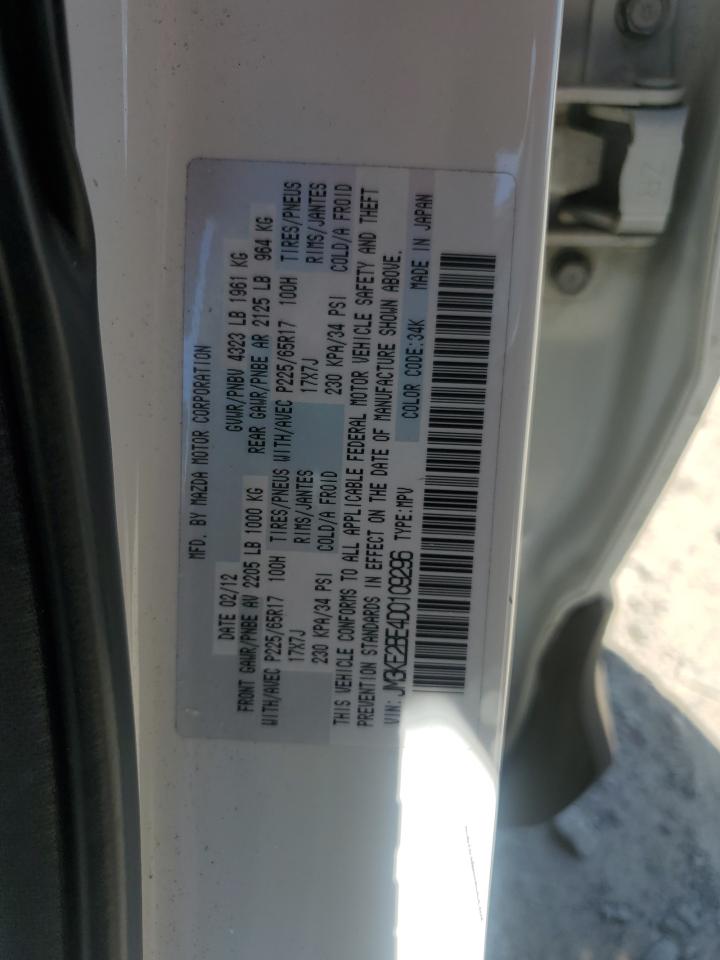 MFD. BY MAZDA MOTOR CORPORATION
DATE 02/12 GVWR/PNBV 4323 LB 1961 KG
FRONT GAWR/PNBE AV 2205 LB 1000 KG REAR GAWR/PNBE AR 2125 LB 964 KG
WITH/AVEC P225/65R17 100H TIRES/PNEUS WITH/AVEC P225/65R17 100H TIRES/PNEUS
17X7J RIMS/JANTES 17X7J RIMS/JANTES
230 KPA/34 PSI COLD/A FROID 230 KPA/34 PSI COLD/A FROID
THIS VEHICLE CONFORMS TO ALL APPLICABLE FEDERAL MOTOR VEHICLE SAFETY AND THEFT
PREVENTION STANDARDS IN EFFECT ON THE DATE OF MANUFACTURE SHOWN ABOVE.
VIN: JM3KE2BE4D0109296 TYPE:MPV COLOR CODE:34K MADE IN JAPAN